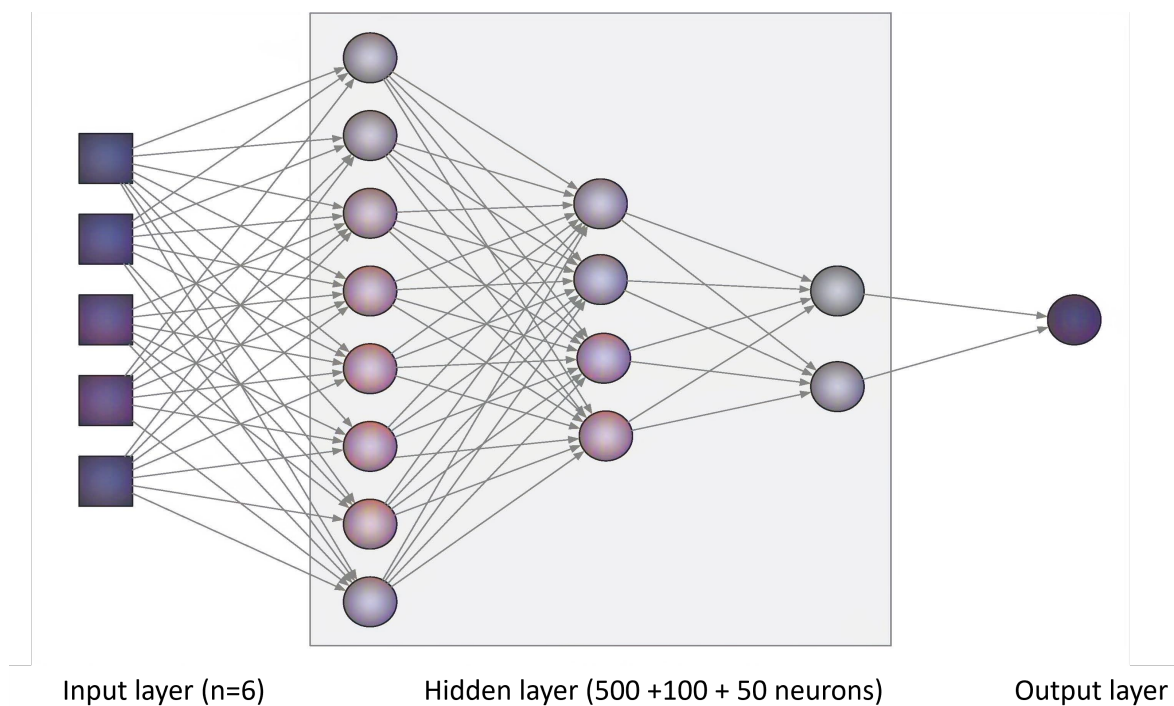 Input layer (n=6)
Hidden layer (500 +100 + 50 neurons)
Output layer